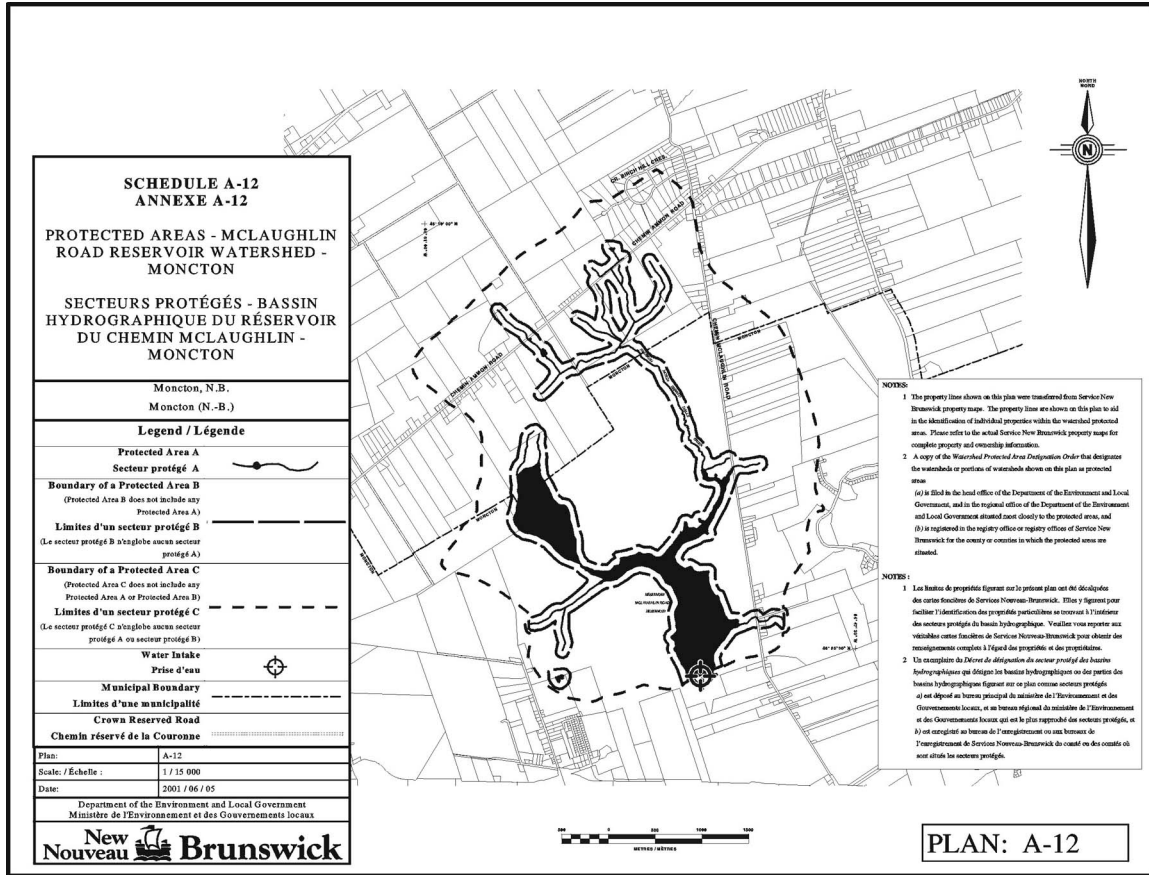 SCHEDULE A-12
ANNEXE A-12
PROTECTED AREAS - MCLAUGHLIN
ROAD RESERVOIR WATERSHED -
MONCTON
SECTEURS PROTÉGÉS - BASSIN
HYDROGRAPHIQUE DU RÉSERVOIR
DU CHEMIN MCLAUGHLIN -
MONCTON
Moncton, N.B.
Moncton (N.-B.)
Legend / Légende
Protected Area A
Secteur protégé A
Boundary of a Protected Area B
(Protected Area B does not include any
Protected Area A)
Limites d'un secteur protégé B
(Le secteur protégé B n'englobe aucun secteur
protégé A)
Boundary of a Protected Area C
(Protected Area C does not include any
Protected Area A or Protected Area B)
Limites d'un secteur protégé C
(Le secteur protégé C n'englobe aucun secteur
protégé A ou secteur protégé B)
Water Intake
Prise d'eau
Municipal Boundary
Limites d'une municipalité
Crown Reserved Road
Chemin réservé de la Couronne
Plan: A-12
Scale: / Échelle : 1 / 15 000
Date: 2001 / 06 / 05
Department of the Environment and Local Government
Ministère de l'Environnement et des Gouvernements locaux
New Nouveau Brunswick
CH. BIRCH HILL CRES.
CHEMIN AMMON ROAD
CHEMIN AMMON ROAD
CHEMIN MCLAUGHLIN ROAD
MONCTON
MONCTON
MONCTON
NORTH
NORD
N
NOTES:
1 The property lines shown on this plan were transferred from Service New
Brunswick property maps. The property lines are shown on this plan to aid
in the identification of individual properties within the watershed protected
areas. Please refer to the actual Service New Brunswick property maps for
complete property and ownership information.
2 A copy of the Watershed Protected Area Designation Order that designates
the watersheds or portions of watersheds shown on this plan as protected
areas
(a) is filed in the head office of the Department of the Environment and Local
Government, and in the regional office of the Department of the Environment
and Local Government situated most closely to the protected areas, and
(b) is registered in the registry office or registry offices of Service New
Brunswick for the county or counties in which the protected areas are
situated.
NOTES :
1 Les limites de propriétés figurant sur le présent plan ont été décalquées
des cartes foncières de Services Nouveau-Brunswick. Elles y figurent pour
faciliter l'identification des propriétés particulières se trouvant à l'intérieur
des secteurs protégés du bassin hydrographique. Veuillez vous reporter aux
véritables cartes foncières de Services Nouveau-Brunswick pour obtenir des
renseignements complets à l'égard des propriétés et des propriétaires.
2 Un exemplaire du Décret de désignation du secteur protégé des bassins
hydrographiques qui désigne les bassins hydrographiques ou des parties des
bassins hydrographiques figurant sur ce plan comme secteurs protégés
a) est déposé au bureau principal du ministère de l'Environnement et des
Gouvernements locaux, et au bureau régional du ministère de l'Environnement
et des Gouvernements locaux qui est le plus rapproché des secteurs protégés, et
b) est enregistré au bureau de l'enregistrement ou aux bureaux de
l'enregistrement de Services Nouveau-Brunswick du comté ou des comtés où
sont situés les secteurs protégés.
500 0 500 1000 1500
METRES / MÈTRES
PLAN: A-12